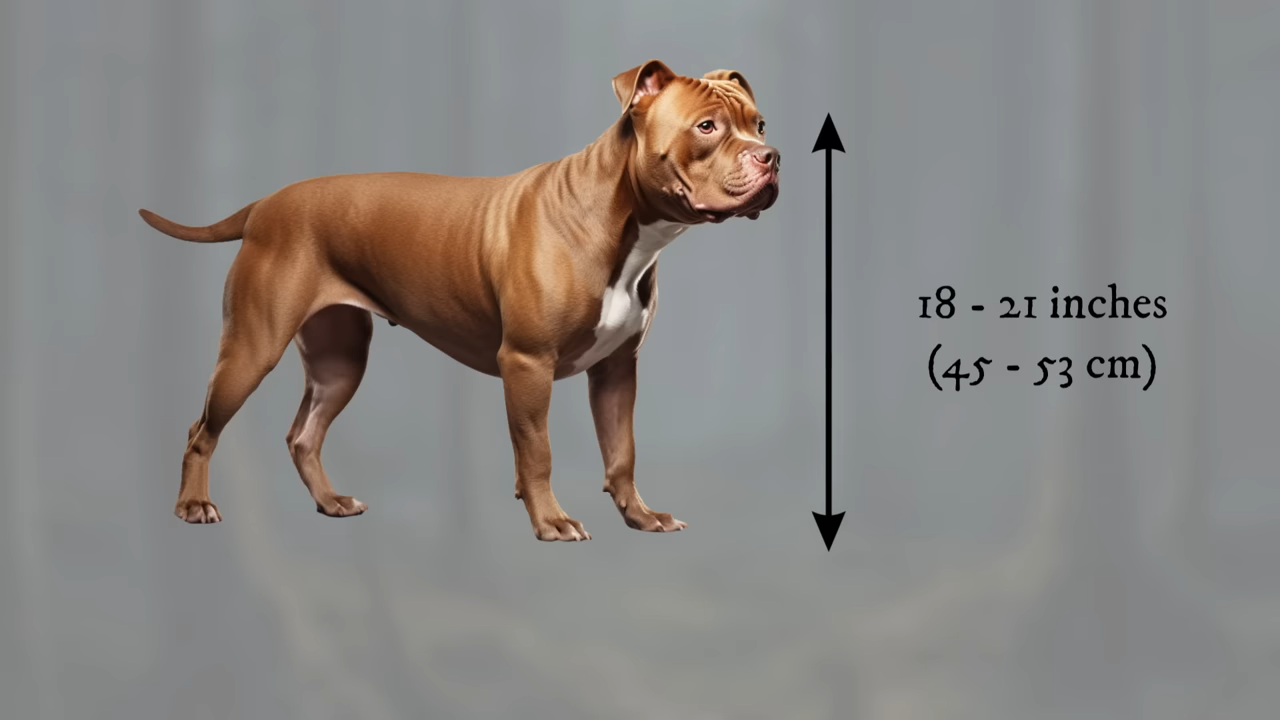 18 - 21 inches
(45 - 53 cm)